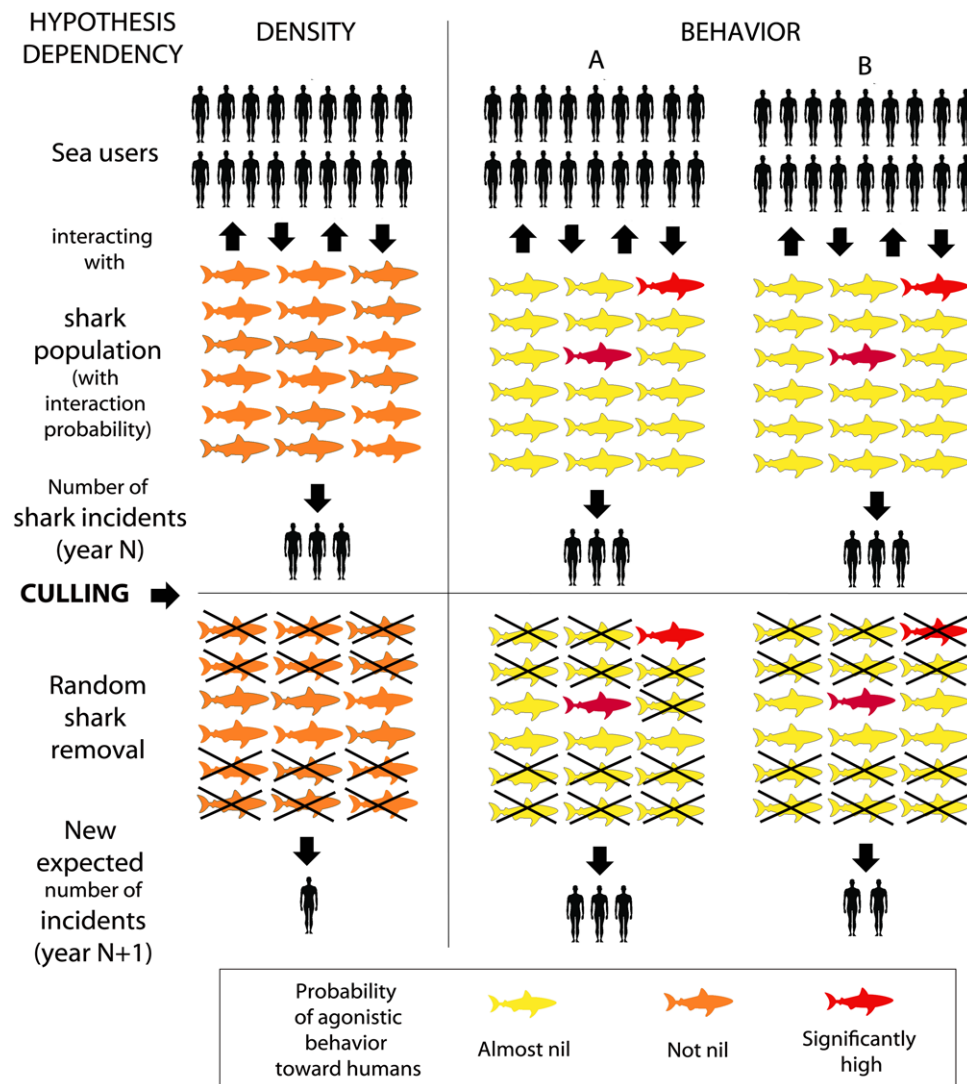 HYPOTHESIS
DEPENDENCY
DENSITY
BEHAVIOR
A
B
Sea users
interacting
with
shark
population
(with
interaction
probability)
Number of
shark incidents
(year N)
CULLING
Random
shark
removal
New
expected
number of
incidents
(year N+1)
Probability
of agonistic
behavior
toward humans
Almost nil
Not nil
Significantly
high